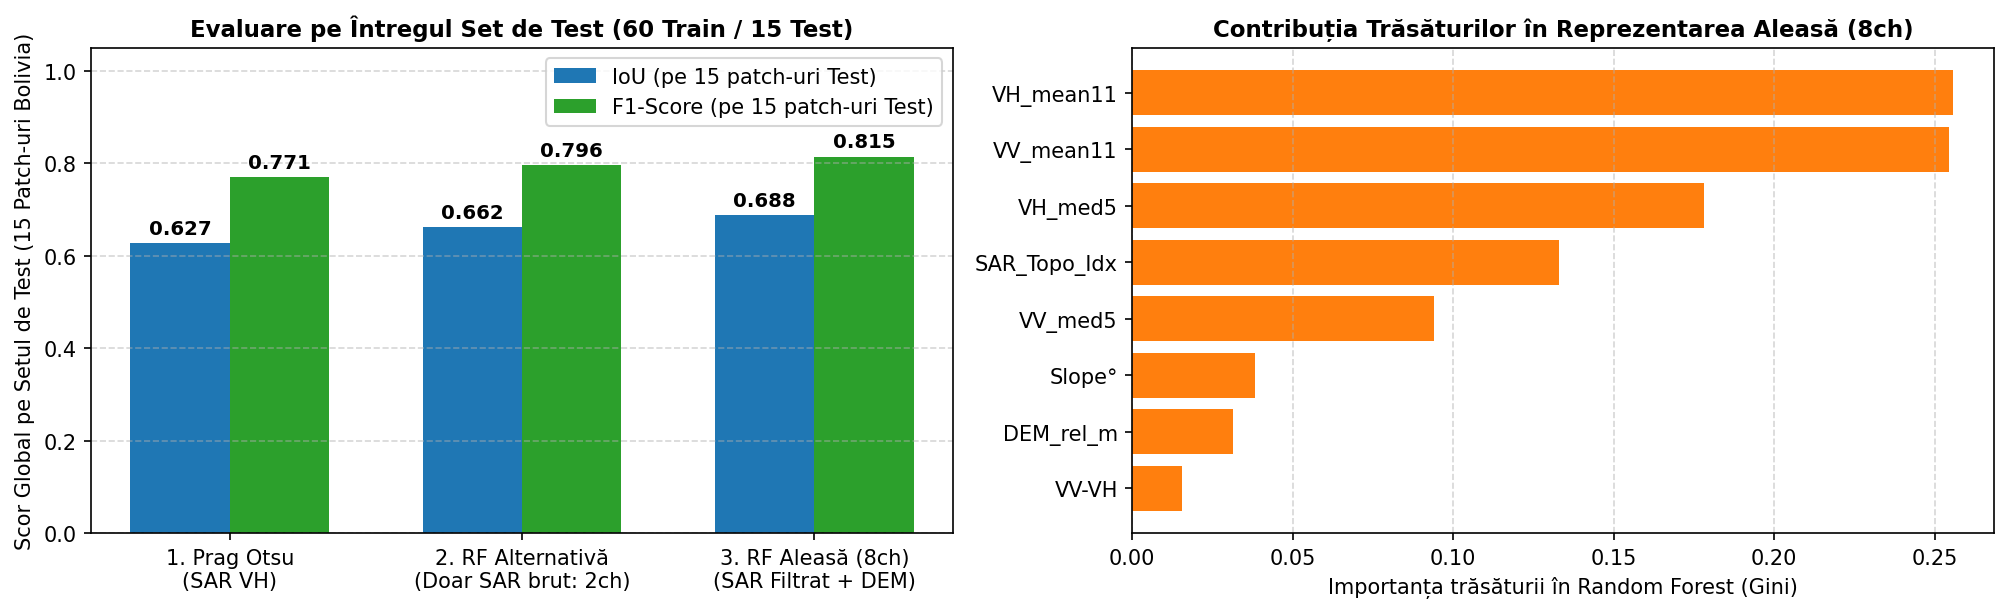 Evaluare pe Întregul Set de Test (60 Train / 15 Test)
Scor Global pe Setul de Test (15 Patch-uri Bolivia)
1.0
0.8
0.6
0.4
0.2
0.0
IoU (pe 15 patch-uri Test)
F1-Score (pe 15 patch-uri Test)
0.627
0.771
0.662
0.796
0.688
0.815
1. Prag Otsu
(SAR VH)
2. RF Alternativă
(Doar SAR brut: 2ch)
3. RF Aleasă (8ch)
(SAR Filtrat + DEM)
Contribuția Trăsăturilor în Reprezentarea Aleasă (8ch)
VH_mean11
VV_mean11
VH_med5
SAR_Topo_Idx
VV_med5
Slope°
DEM_rel_m
VV-VH
0.00
0.05
0.10
0.15
0.20
0.25
Importanța trăsăturii în Random Forest (Gini)